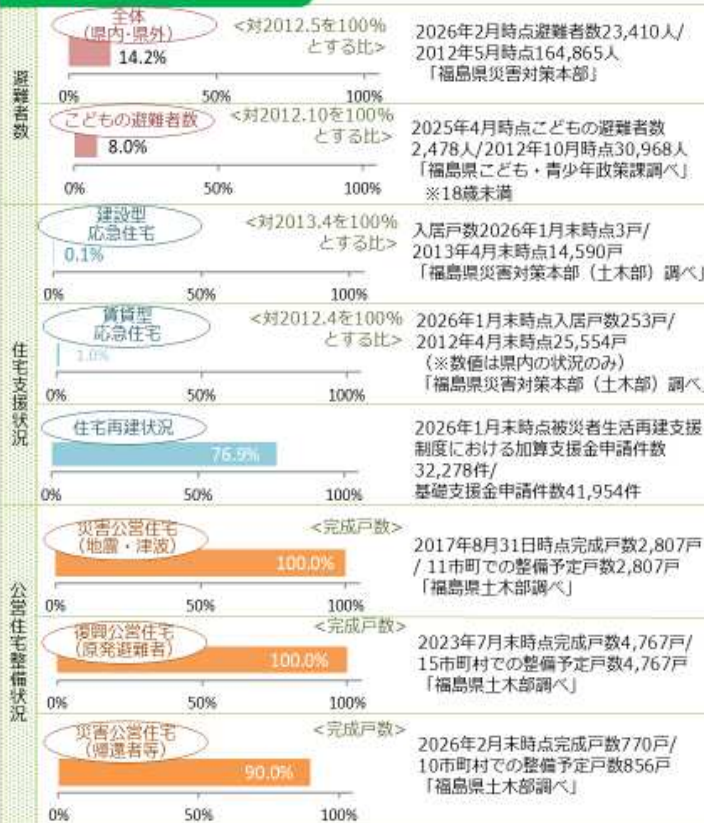 避難者数
全体
(県内・県外)
<対2012.5を100%
とする比>
14.2%
0% 50% 100%
2026年2月時点避難者数23,410人/
2012年5月時点164,865人
「福島県災害対策本部」
こどもの避難者数
<対2012.10を100%
とする比>
8.0%
0% 50% 100%
2025年4月時点こどもの避難者数
2,478人/2012年10月時点30,968人
「福島県こども・青少年政策課調べ」
※18歳未満
住宅支援状況
建設型
応急住宅
<対2013.4を100%
とする比>
0.1%
0% 50% 100%
入居戸数2026年1月末時点3戸/
2013年4月末時点14,590戸
「福島県災害対策本部（土木部）調べ」
賃貸型
応急住宅
<対2012.4を100%
とする比>
1.0%
0% 50% 100%
2026年1月末時点入居戸数253戸/
2012年4月末時点25,554戸
（※数値は県内の状況のみ）
「福島県災害対策本部（土木部）調べ」
住宅再建状況
76.9%
0% 50% 100%
2026年1月末時点被災者生活再建支援
制度における加算支援金申請件数
32,278件/
基礎支援金申請件数41,954件
公営住宅整備状況
災害公営住宅
（地震・津波）
<完成戸数>
100.0%
0% 50% 100%
2017年8月31日時点完成戸数2,807戸
/ 11市町での整備予定戸数2,807戸
「福島県土木部調べ」
復興公営住宅
（原発避難者）
<完成戸数>
100.0%
0% 50% 100%
2023年7月末時点完成戸数4,767戸/
15市町村での整備予定戸数4,767戸
「福島県土木部調べ」
災害公営住宅
（帰還者等）
<完成戸数>
90.0%
0% 50% 100%
2026年2月末時点完成戸数770戸/
10市町村での整備予定戸数856戸
「福島県土木部調べ」